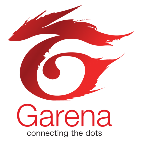 Garena
connecting the dots